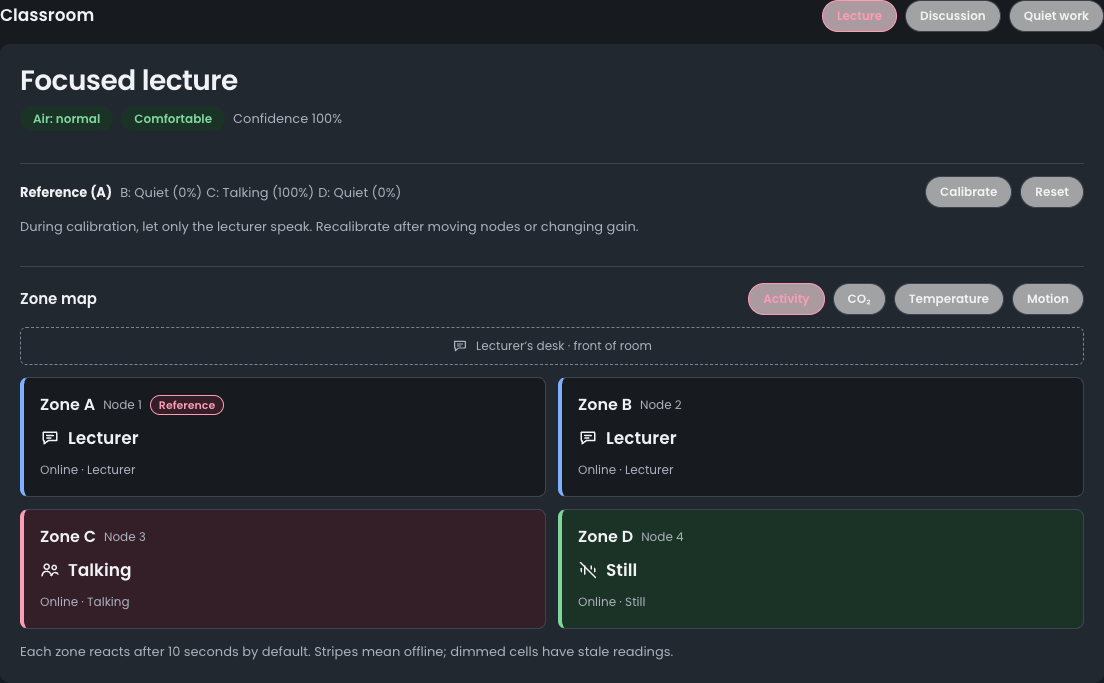 Classroom
Lecture
Discussion
Quiet work
Focused lecture
Air: normal
Comfortable
Confidence 100%
Reference (A) B: Quiet (0%) C: Talking (100%) D: Quiet (0%)
Calibrate
Reset
During calibration, let only the lecturer speak. Recalibrate after moving nodes or changing gain.
Zone map
Activity
CO₂
Temperature
Motion
Lecturer's desk · front of room
Zone A Node 1 Reference
Lecturer
Online · Lecturer
Zone B Node 2
Lecturer
Online · Lecturer
Zone C Node 3
Talking
Online · Talking
Zone D Node 4
Still
Online · Still
Each zone reacts after 10 seconds by default. Stripes mean offline; dimmed cells have stale readings.